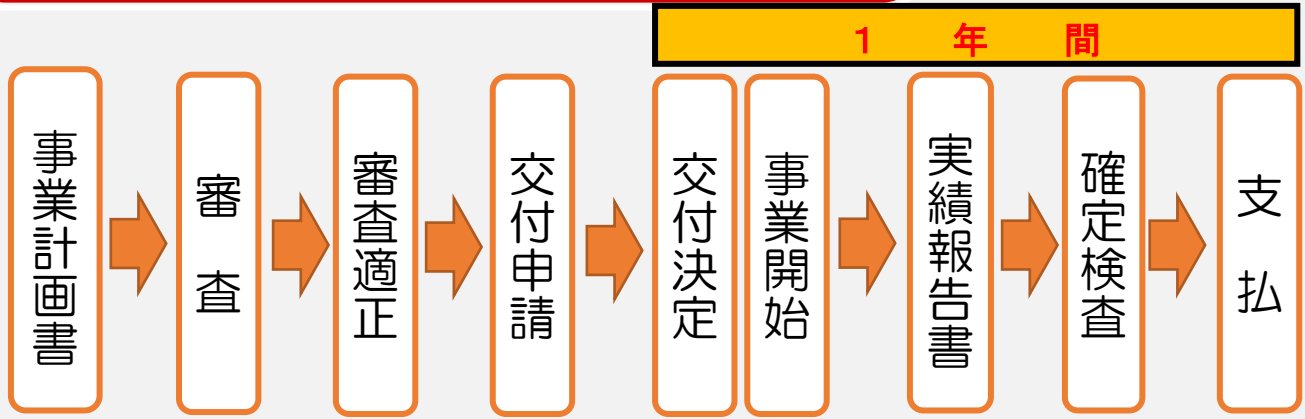 １年間
事業計画書
審査
審査適正
交付申請
交付決定
事業開始
実績報告書
確定検査
支払